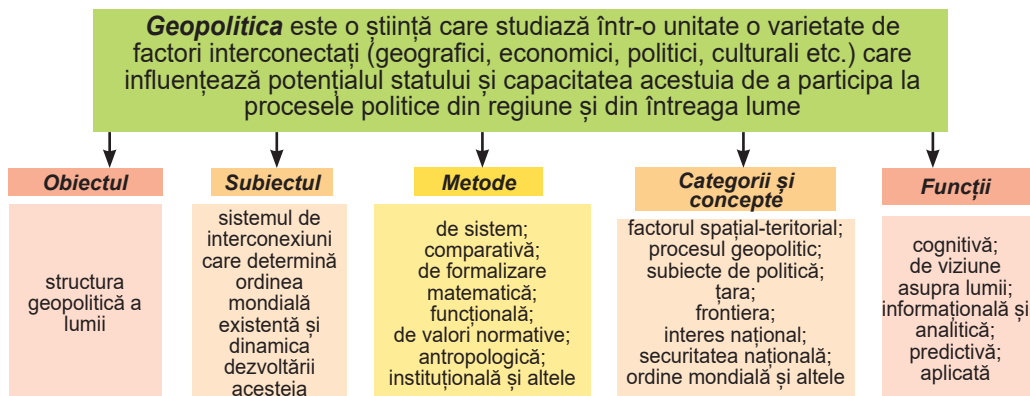 Geopolitica este o știință care studiază într-o unitate o varietate de
factori interconectați (geografici, economici, politici, culturali etc.) care
influențează potențialul statului și capacitatea acestuia de a participa la
procesele politice din regiune și din întreaga lume
Obiectul
structura
geopolitică a
lumii
Subiectul
sistemul de
interconexiuni
care determină
ordinea
mondială
existentă și
dinamica
dezvoltării
acesteia
Metode
de sistem;
comparativă;
de formalizare
matematică;
funcțională;
de valori normative;
antropologică;
instituțională și altele
Categorii și
concepte
factorul spațial-teritorial;
procesul geopolitic;
subiecte de politică;
țara;
frontiera;
interes național;
securitatea națională;
ordine mondială și altele
Funcții
cognitivă;
de viziune
asupra lumii;
informațională și
analitică;
predictivă;
aplicată